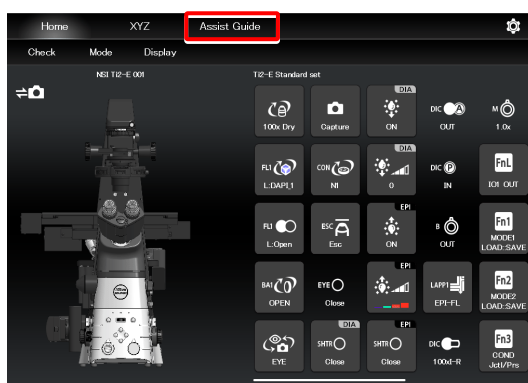 Home XYZ Assist Guide
Check Mode Display
NSI Ti2-E 001 Ti2-E Standard set
DIA
DIC A M
100x Dry Capture ON OUT 1.0x
DIA
FL1 CON DIC P FnL
L:DAPI_1 N1 0 IN IO1 OUT
EPI
FL1 ESC B Fn1
L:Open Esc ON OUT MODE1
LOAD:SAVE
EPI
BA1 EYE LAPP1 Fn2
OPEN Close EPI-FL MODE2
LOAD:SAVE
DIA EPI
SHTR SHTR DIC Fn3
EYE Close Close 100xI-R COND
Jctl/Prs